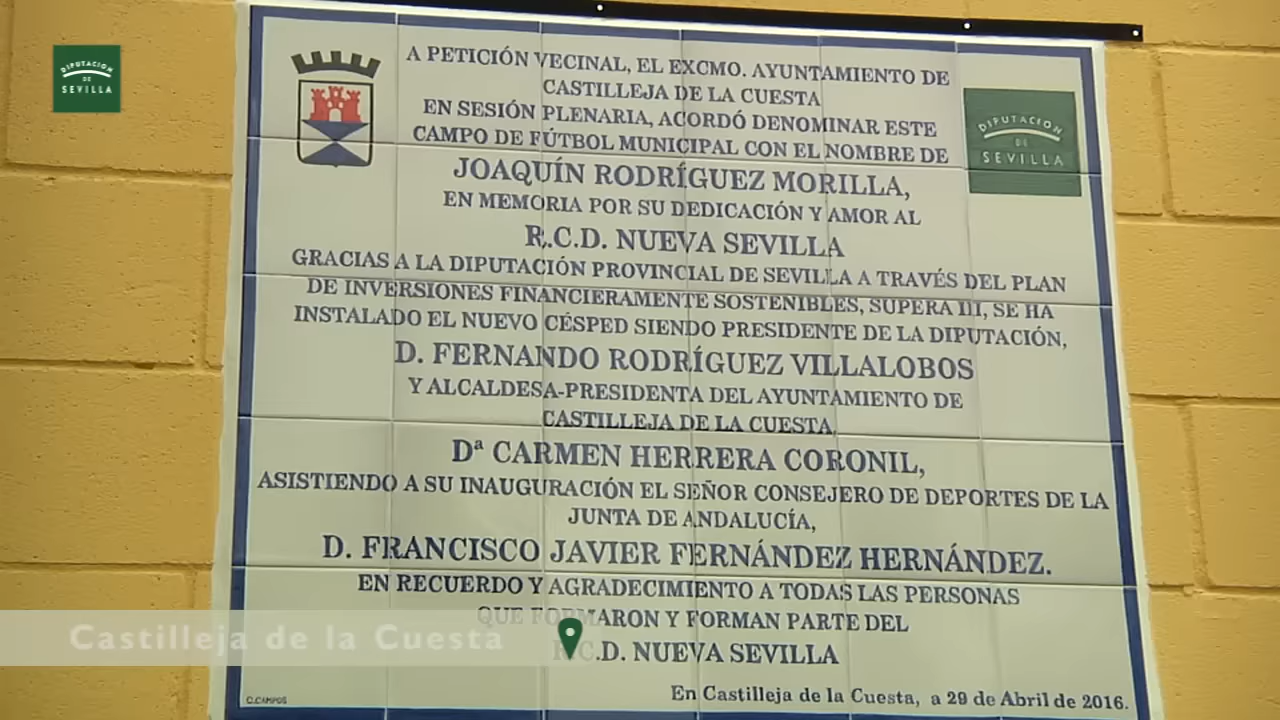 DIPUTACION
DE
SEVILLA
A PETICIÓN VECINAL, EL EXCMO. AYUNTAMIENTO DE
CASTILLEJA DE LA CUESTA
EN SESIÓN PLENARIA, ACORDÓ DENOMINAR ESTE
CAMPO DE FÚTBOL MUNICIPAL CON EL NOMBRE DE
DIPUTACION
DE
SEVILLA
JOAQUÍN RODRÍGUEZ MORILLA,
EN MEMORIA POR SU DEDICACIÓN Y AMOR AL
R.C.D. NUEVA SEVILLA
GRACIAS A LA DIPUTACIÓN PROVINCIAL DE SEVILLA A TRAVÉS DEL PLAN
DE INVERSIONES FINANCIERAMENTE SOSTENIBLES, SUPERA III, SE HA
INSTALADO EL NUEVO CÉSPED SIENDO PRESIDENTE DE LA DIPUTACIÓN,
D. FERNANDO RODRÍGUEZ VILLALOBOS
Y ALCALDESA-PRESIDENTA DEL AYUNTAMIENTO DE
CASTILLEJA DE LA CUESTA,
Dª CARMEN HERRERA CORONIL,
ASISTIENDO A SU INAUGURACIÓN EL SEÑOR CONSEJERO DE DEPORTES DE LA
JUNTA DE ANDALUCÍA,
D. FRANCISCO JAVIER FERNÁNDEZ HERNÁNDEZ.
EN RECUERDO Y AGRADECIMIENTO A TODAS LAS PERSONAS
QUE FORMARON Y FORMAN PARTE DEL
R.C.D. NUEVA SEVILLA
Castilleja de la Cuesta
En Castilleja de la Cuesta, a 29 de Abril de 2016.
C.CAMPOS